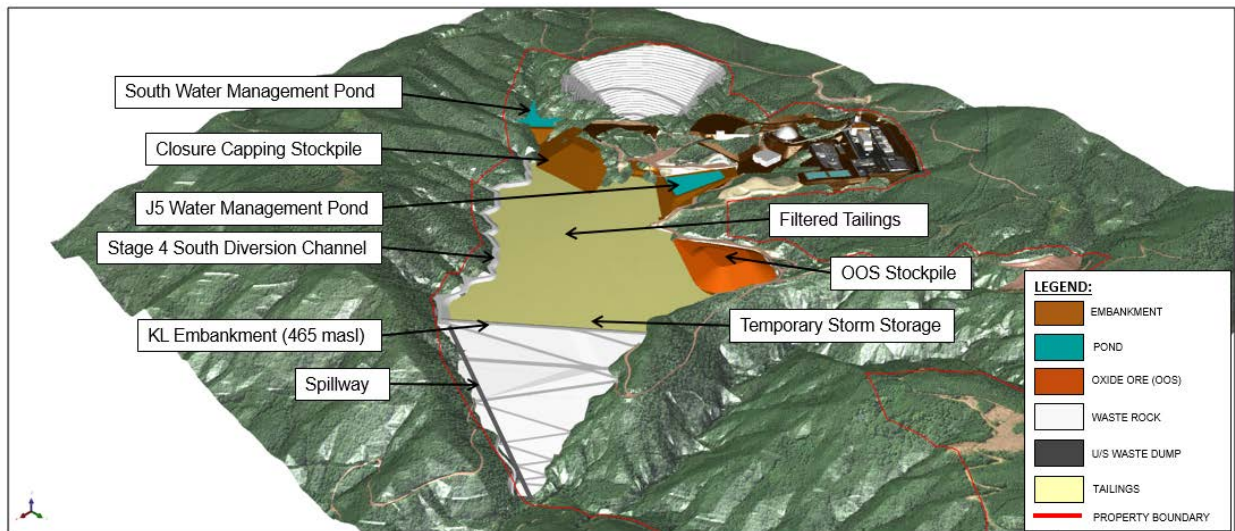 South Water Management Pond
Closure Capping Stockpile
J5 Water Management Pond
Stage 4 South Diversion Channel
KL Embankment (465 masl)
Spillway
Filtered Tailings
OOS Stockpile
Temporary Storm Storage
LEGEND:
EMBANKMENT
POND
OXIDE ORE (OOS)
WASTE ROCK
U/S WASTE DUMP
TAILINGS
PROPERTY BOUNDARY